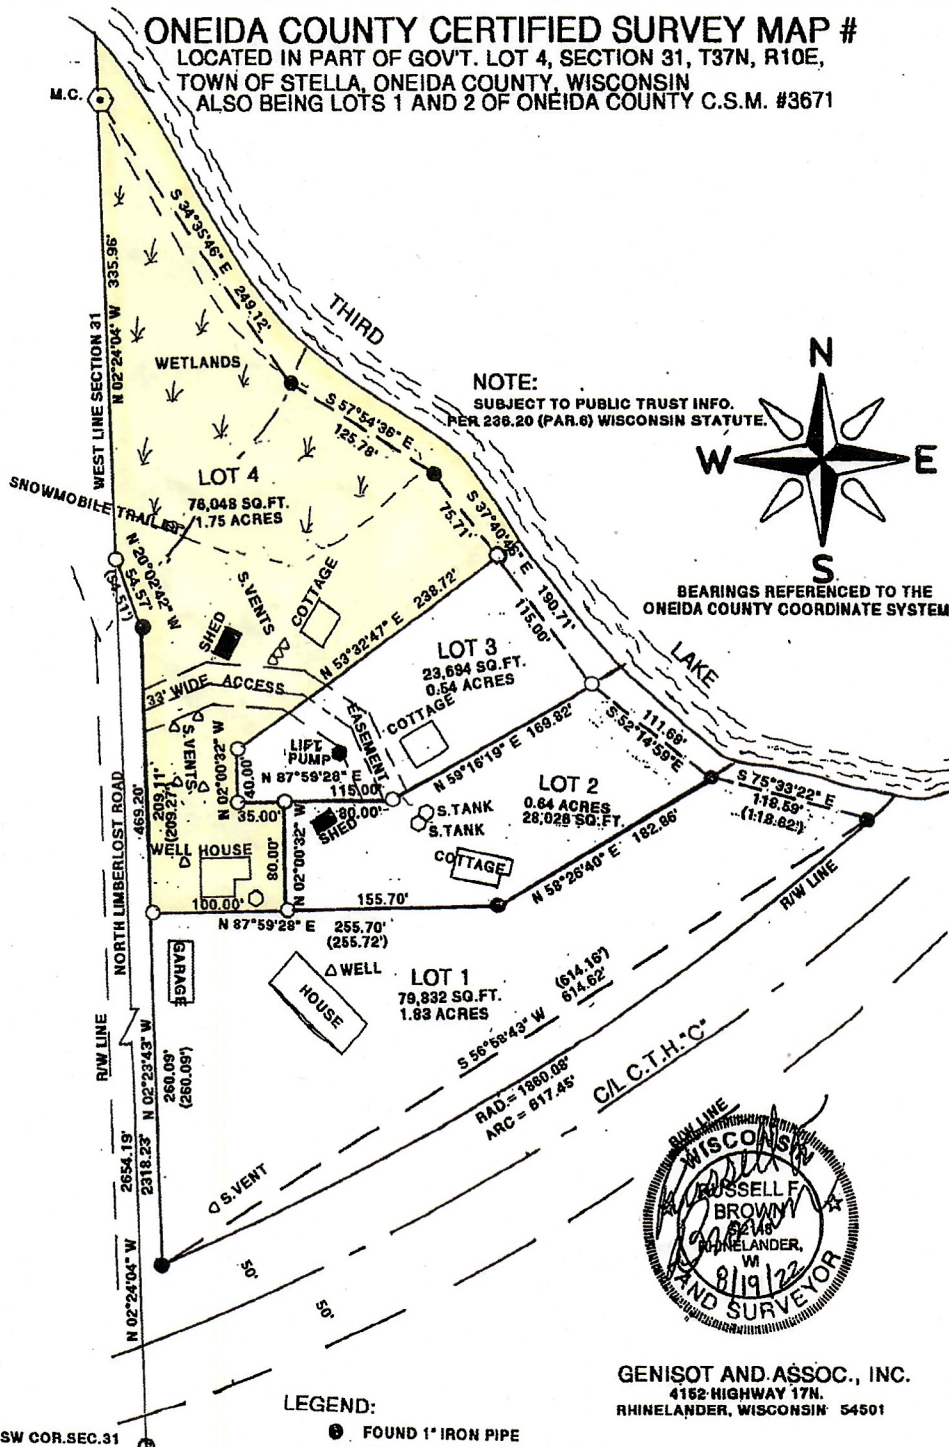 ONEIDA COUNTY CERTIFIED SURVEY MAP #
LOCATED IN PART OF GOV'T. LOT 4, SECTION 31, T37N, R10E,
TOWN OF STELLA, ONEIDA COUNTY, WISCONSIN
ALSO BEING LOTS 1 AND 2 OF ONEIDA COUNTY C.S.M. #3671
M.C.
S 34°35'46" E
249.12'
N 02°24'04" W 335.96'
WEST LINE SECTION 31
THIRD
WETLANDS
NOTE:
SUBJECT TO PUBLIC TRUST INFO.
PER 236.20 (PAR.6) WISCONSIN STATUTE.
N
W
E
S
BEARINGS REFERENCED TO THE
ONEIDA COUNTY COORDINATE SYSTEM
S 57°54'36" E
125.78'
LOT 4
76,048 SQ.FT.
1.75 ACRES
SNOWMOBILE TRAIL
S 37°40'46" E
75.71'
190.71'
115.00'
N 20°02'42" W
54.57'
(54.51')
SHED
S.VENTS
COTTAGE
N 53°32'47" E 238.72'
LOT 3
23,694 SQ.FT.
0.54 ACRES
LAKE
33' WIDE ACCESS
EASEMENT
COTTAGE
S.VENTS
LIFT
PUMP
N 02°00'32" W
40.00'
N 87°59'28" E
115.00'
35.00'
80.00'
N 59°16'19" E 169.82'
111.69'
S 52°14'59" E
S 75°33'22" E
118.59'
(118.62')
LOT 2
0.64 ACRES
28,026 SQ.FT.
S.TANK
S.TANK
SHED
COTTAGE
N 58°26'40" E 182.86'
469.20'
209.11'
(209.27')
WELL HOUSE
80.00'
N 02°00'32" W
100.00'
155.70'
N 87°59'28" E
255.70'
(255.72')
R/W LINE
NORTH LIMBERLOST ROAD
GARAGE
WELL
HOUSE
LOT 1
79,832 SQ.FT.
1.83 ACRES
(614.16')
614.62'
S 56°58'43" W
RAD.= 1860.08'
ARC = 617.45'
C/L C.T.H. "C"
R/W LINE
R/W LINE
N 02°23'43" W
260.09'
(260.09')
2654.19'
2318.23'
N 02°24'04" W
S.VENT
50'
50'
WISCONSIN
RUSSELL F.
BROWN
RHINELANDER,
WI
8/19/22
LAND SURVEYOR
GENISOT AND ASSOC., INC.
4152 HIGHWAY 17N.
RHINELANDER, WISCONSIN 54501
LEGEND:
FOUND 1" IRON PIPE
SW COR.SEC.31